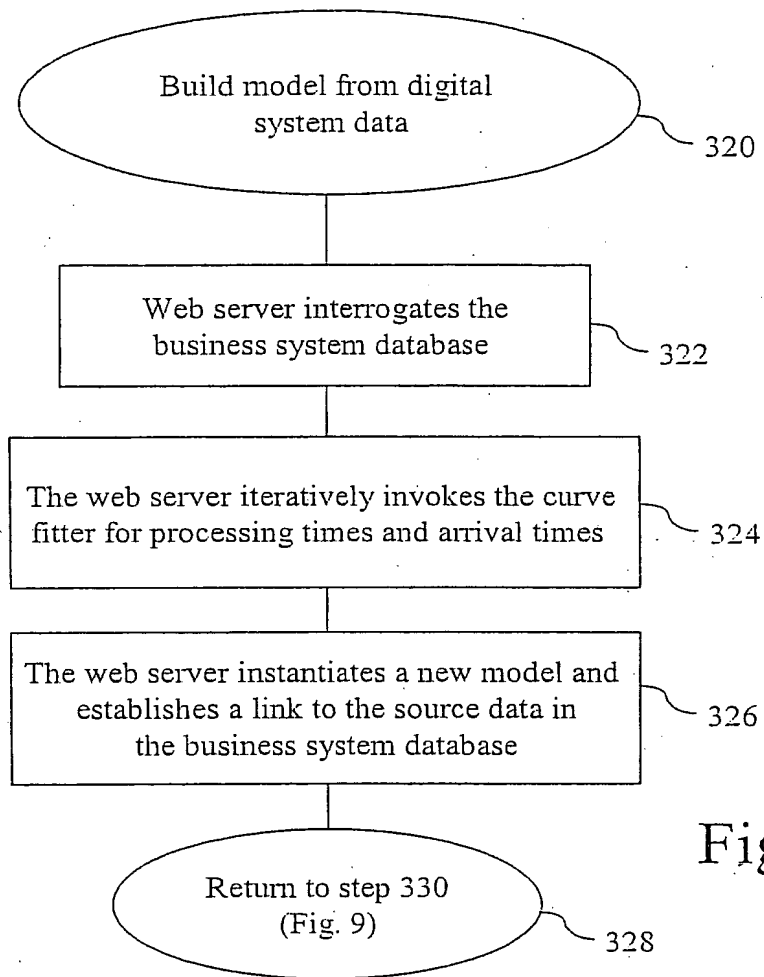 Build model from digital
system data
320
Web server interrogates the
business system database
322
The web server iteratively invokes the curve
fitter for processing times and arrival times
324
The web server instantiates a new model and
establishes a link to the source data in
the business system database
326
Return to step 330
(Fig. 9)
328